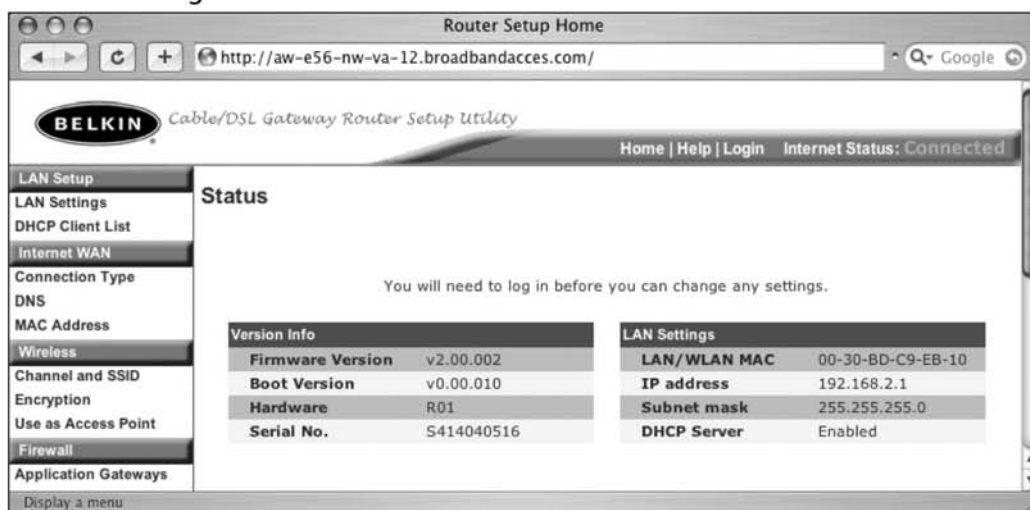 Router Setup Home
http://aw-e56-nw-va-12.broadbandacces.com/
Google
BELKIN
Cable/DSL Gateway Router Setup Utility
Home | Help | Login Internet Status: Connected
LAN Setup
LAN Settings
DHCP Client List
Internet WAN
Connection Type
DNS
MAC Address
Wireless
Channel and SSID
Encryption
Use as Access Point
Firewall
Application Gateways
Status
You will need to log in before you can change any settings.
Version Info
Firmware Version v2.00.002
Boot Version v0.00.010
Hardware R01
Serial No. S414040516
LAN Settings
LAN/WLAN MAC 00-30-BD-C9-EB-10
IP address 192.168.2.1
Subnet mask 255.255.255.0
DHCP Server Enabled
Display a menu